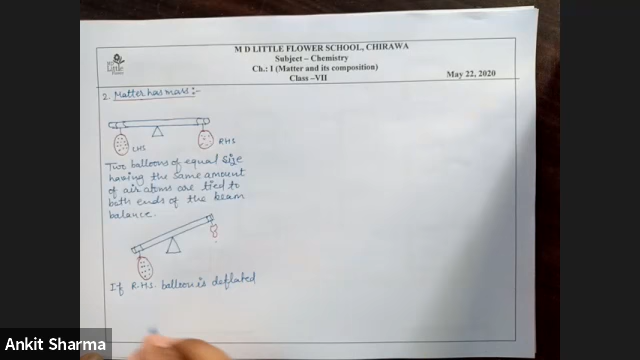 M D LITTLE FLOWER SCHOOL, CHIRAWA
Subject – Chemistry
Ch.: I (Matter and its composition)
Class –VII
May 22, 2020
Little
2. Matter has mass :-
LHS
RHS
Two balloons of equal size
having the same amount
of air atoms are tied to
both ends of the beam
balance.
If R.H.S. balloon is deflated
Ankit Sharma